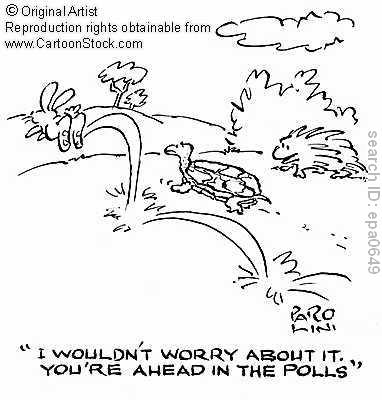 © Original Artist
Reproduction rights obtainable from
www.CartoonStock.com
search ID: epa0649
PARO
LINI
"I WOULDN'T WORRY ABOUT IT.
YOU'RE AHEAD IN THE POLLS"